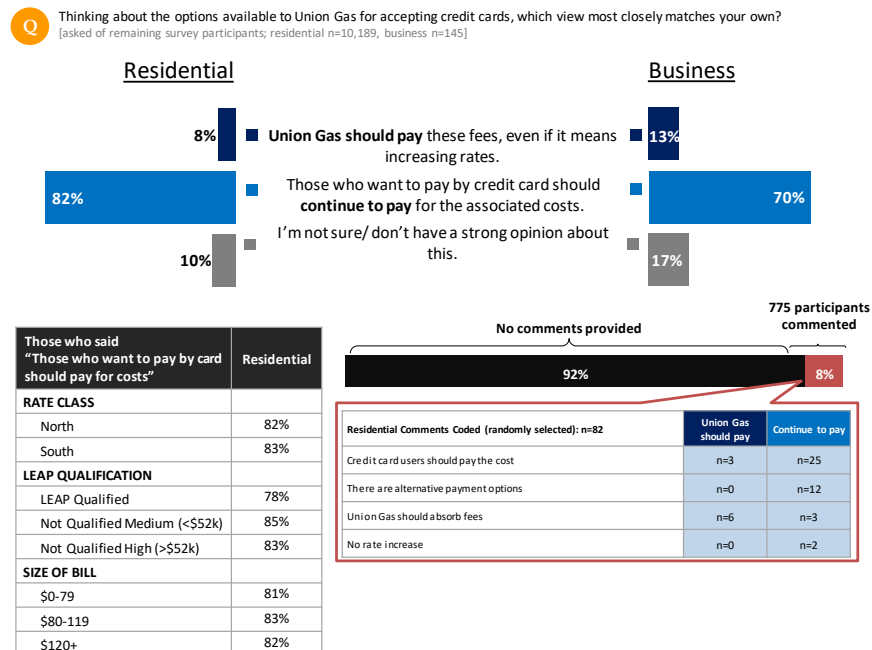 Q
Thinking about the options available to Union Gas for accepting credit cards, which view most closely matches your own?
[asked of remaining survey participants; residential n=10,189, business n=145]
Residential
Business
8%
Union Gas should pay these fees, even if it means
increasing rates.
13%
82%
Those who want to pay by credit card should
continue to pay for the associated costs.
70%
10%
I'm not sure/ don't have a strong opinion about
this.
17%
Those who said
"Those who want to pay by card
should pay for costs"
Residential
RATE CLASS
North 82%
South 83%
LEAP QUALIFICATION
LEAP Qualified 78%
Not Qualified Medium (<$52k) 85%
Not Qualified High (>$52k) 83%
SIZE OF BILL
$0-79 81%
$80-119 83%
$120+ 82%
No comments provided
775 participants
commented
92%
8%
Residential Comments Coded (randomly selected): n=82
Union Gas
should pay
Continue to pay
Credit card users should pay the cost n=3 n=25
There are alternative payment options n=0 n=12
Union Gas should absorb fees n=6 n=3
No rate increase n=0 n=2